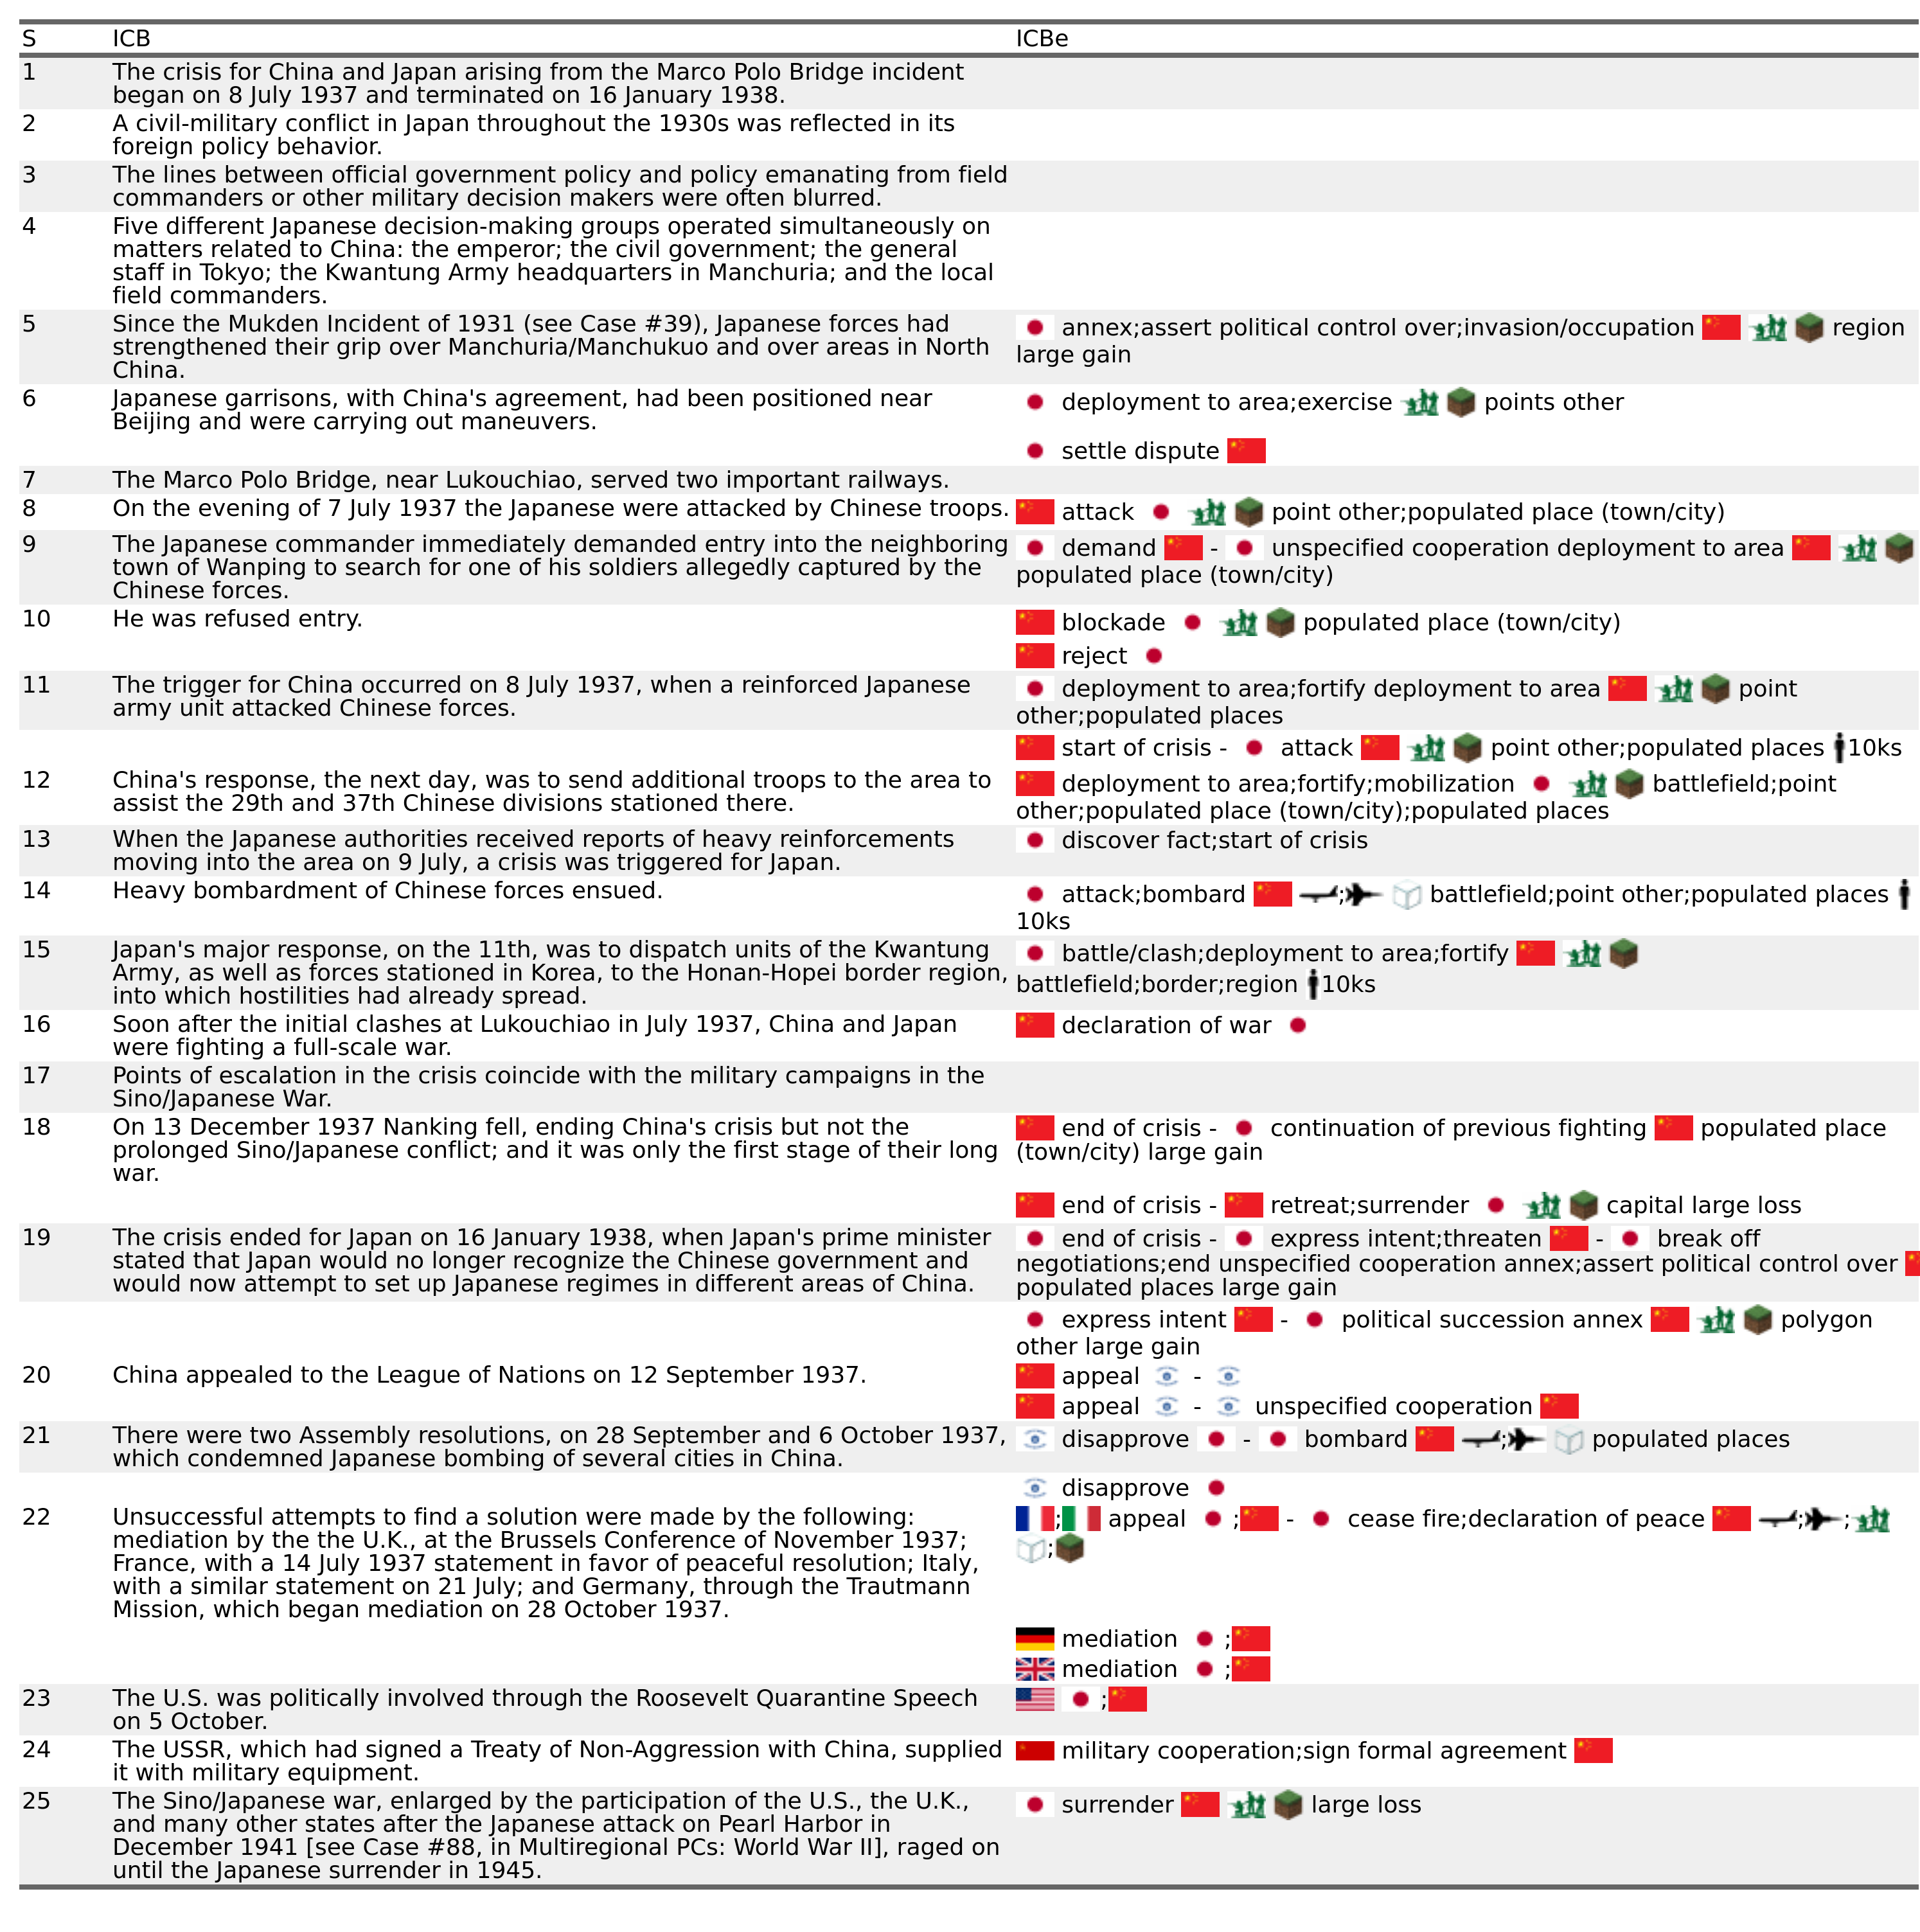 S ICB ICBe
1 The crisis for China and Japan arising from the Marco Polo Bridge incident
began on 8 July 1937 and terminated on 16 January 1938.
2 A civil-military conflict in Japan throughout the 1930s was reflected in its
foreign policy behavior.
3 The lines between official government policy and policy emanating from field
commanders or other military decision makers were often blurred.
4 Five different Japanese decision-making groups operated simultaneously on
matters related to China: the emperor; the civil government; the general
staff in Tokyo; the Kwantung Army headquarters in Manchuria; and the local
field commanders.
5 Since the Mukden Incident of 1931 (see Case #39), Japanese forces had
strengthened their grip over Manchuria/Manchukuo and over areas in North
China.
annex;assert political control over;invasion/occupation region
large gain
6 Japanese garrisons, with China's agreement, had been positioned near
Beijing and were carrying out maneuvers.
deployment to area;exercise points other
settle dispute
7 The Marco Polo Bridge, near Lukouchiao, served two important railways.
8 On the evening of 7 July 1937 the Japanese were attacked by Chinese troops.
attack point other;populated place (town/city)
9 The Japanese commander immediately demanded entry into the neighboring
town of Wanping to search for one of his soldiers allegedly captured by the
Chinese forces.
demand - unspecified cooperation deployment to area
populated place (town/city)
10 He was refused entry.
blockade populated place (town/city)
reject
11 The trigger for China occurred on 8 July 1937, when a reinforced Japanese
army unit attacked Chinese forces.
deployment to area;fortify deployment to area point
other;populated places
start of crisis - attack point other;populated places 10ks
12 China's response, the next day, was to send additional troops to the area to
assist the 29th and 37th Chinese divisions stationed there.
deployment to area;fortify;mobilization battlefield;point
other;populated place (town/city);populated places
13 When the Japanese authorities received reports of heavy reinforcements
moving into the area on 9 July, a crisis was triggered for Japan.
discover fact;start of crisis
14 Heavy bombardment of Chinese forces ensued.
attack;bombard ; battlefield;point other;populated places
10ks
15 Japan's major response, on the 11th, was to dispatch units of the Kwantung
Army, as well as forces stationed in Korea, to the Honan-Hopei border region,
into which hostilities had already spread.
battle/clash;deployment to area;fortify
battlefield;border;region 10ks
16 Soon after the initial clashes at Lukouchiao in July 1937, China and Japan
were fighting a full-scale war.
declaration of war
17 Points of escalation in the crisis coincide with the military campaigns in the
Sino/Japanese War.
18 On 13 December 1937 Nanking fell, ending China's crisis but not the
prolonged Sino/Japanese conflict; and it was only the first stage of their long
war.
end of crisis - continuation of previous fighting populated place
(town/city) large gain
end of crisis - retreat;surrender capital large loss
19 The crisis ended for Japan on 16 January 1938, when Japan's prime minister
stated that Japan would no longer recognize the Chinese government and
would now attempt to set up Japanese regimes in different areas of China.
end of crisis - express intent;threaten - break off
negotiations;end unspecified cooperation annex;assert political control over
populated places large gain
express intent - political succession annex polygon
other large gain
20 China appealed to the League of Nations on 12 September 1937.
appeal -
appeal - unspecified cooperation
21 There were two Assembly resolutions, on 28 September and 6 October 1937,
which condemned Japanese bombing of several cities in China.
disapprove - bombard ; populated places
disapprove
22 Unsuccessful attempts to find a solution were made by the following:
mediation by the the U.K., at the Brussels Conference of November 1937;
France, with a 14 July 1937 statement in favor of peaceful resolution; Italy,
with a similar statement on 21 July; and Germany, through the Trautmann
Mission, which began mediation on 28 October 1937.
; appeal ; - cease fire;declaration of peace ; ;
;
mediation ;
mediation ;
23 The U.S. was politically involved through the Roosevelt Quarantine Speech
on 5 October.
;
24 The USSR, which had signed a Treaty of Non-Aggression with China, supplied
it with military equipment.
military cooperation;sign formal agreement
25 The Sino/Japanese war, enlarged by the participation of the U.S., the U.K.,
and many other states after the Japanese attack on Pearl Harbor in
December 1941 [see Case #88, in Multiregional PCs: World War II], raged on
until the Japanese surrender in 1945.
surrender large loss